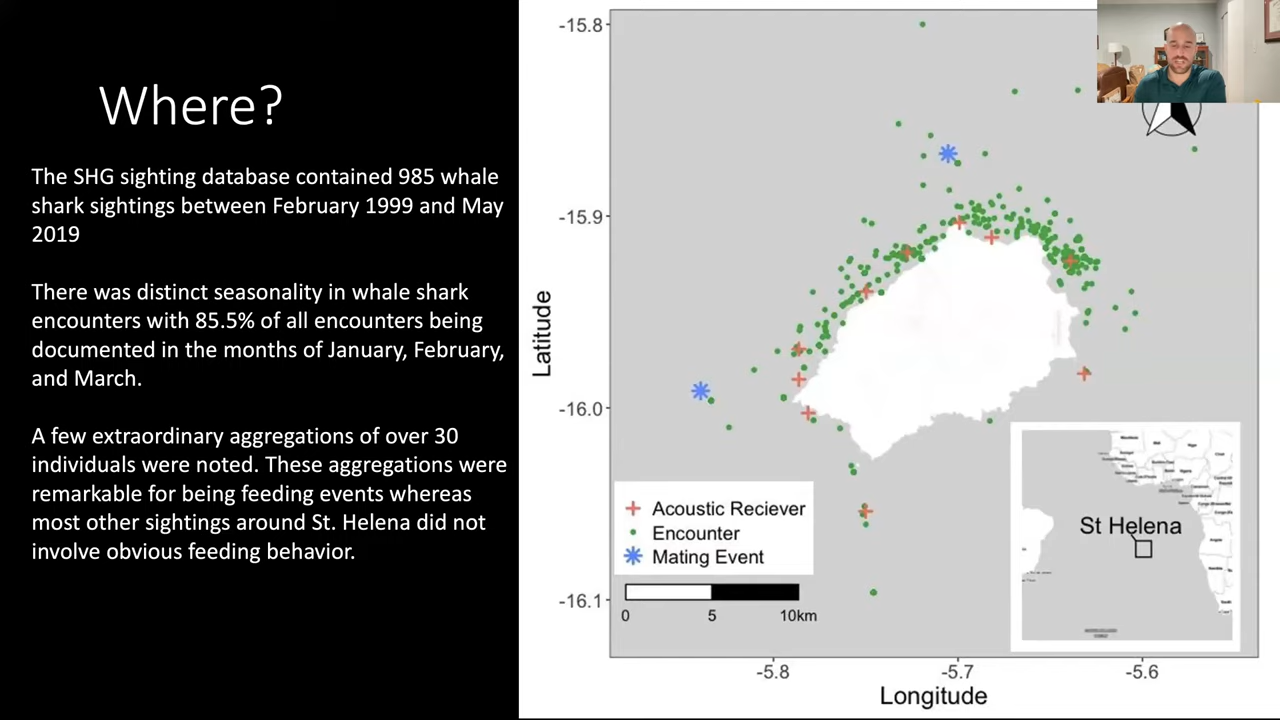 Where?
The SHG sighting database contained 985 whale
shark sightings between February 1999 and May
2019
There was distinct seasonality in whale shark
encounters with 85.5% of all encounters being
documented in the months of January, February,
and March.
A few extraordinary aggregations of over 30
individuals were noted. These aggregations were
remarkable for being feeding events whereas
most other sightings around St. Helena did not
involve obvious feeding behavior.
-15.8
-15.9
-16.0
-16.1
Latitude
Acoustic Reciever
Encounter
Mating Event
0 5 10km
St Helena
-5.8 -5.7 -5.6
Longitude